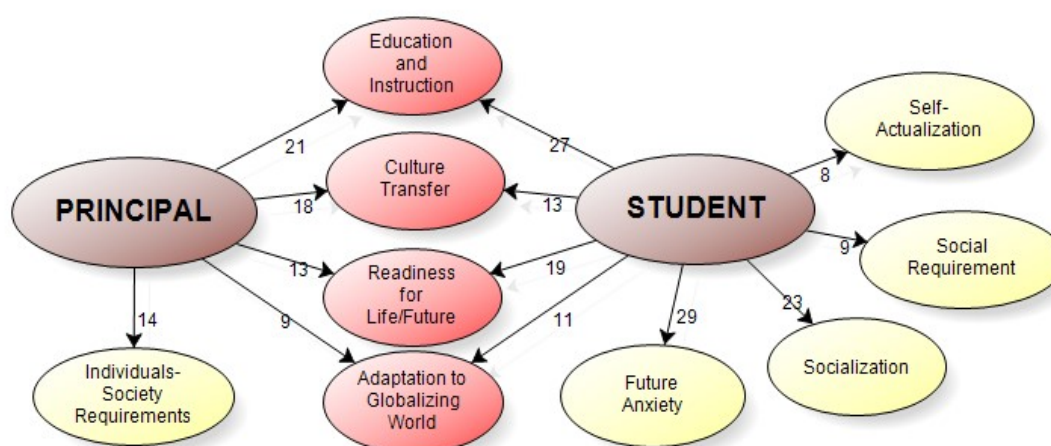 Education
and
Instruction
21
27
Self-
Actualization
8
Culture
Transfer
18
13
PRINCIPAL
STUDENT
9
Social
Requirement
13
19
Readiness
for
Life/Future
14
9
11
29
23
Individuals-
Society
Requirements
Adaptation to
Globalizing
World
Future
Anxiety
Socialization